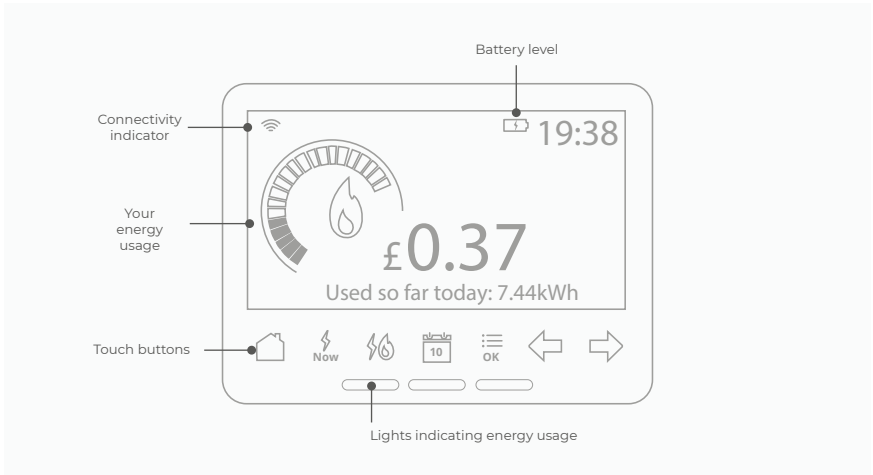 Battery level
Connectivity
indicator
19:38
Your
energy
usage
£0.37
Used so far today: 7.44kWh
Touch buttons
Now
10
OK
Lights indicating energy usage